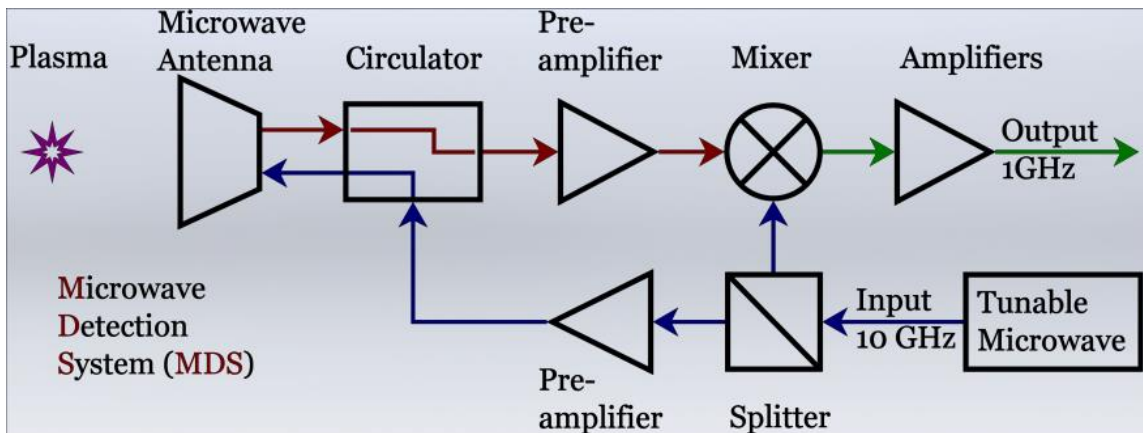 Plasma
Microwave
Antenna
Circulator
Pre-
amplifier
Mixer
Amplifiers
Output
1GHz
Microwave
Detection
System (MDS)
Pre-
amplifier
Splitter
Input
10 GHz
Tunable
Microwave